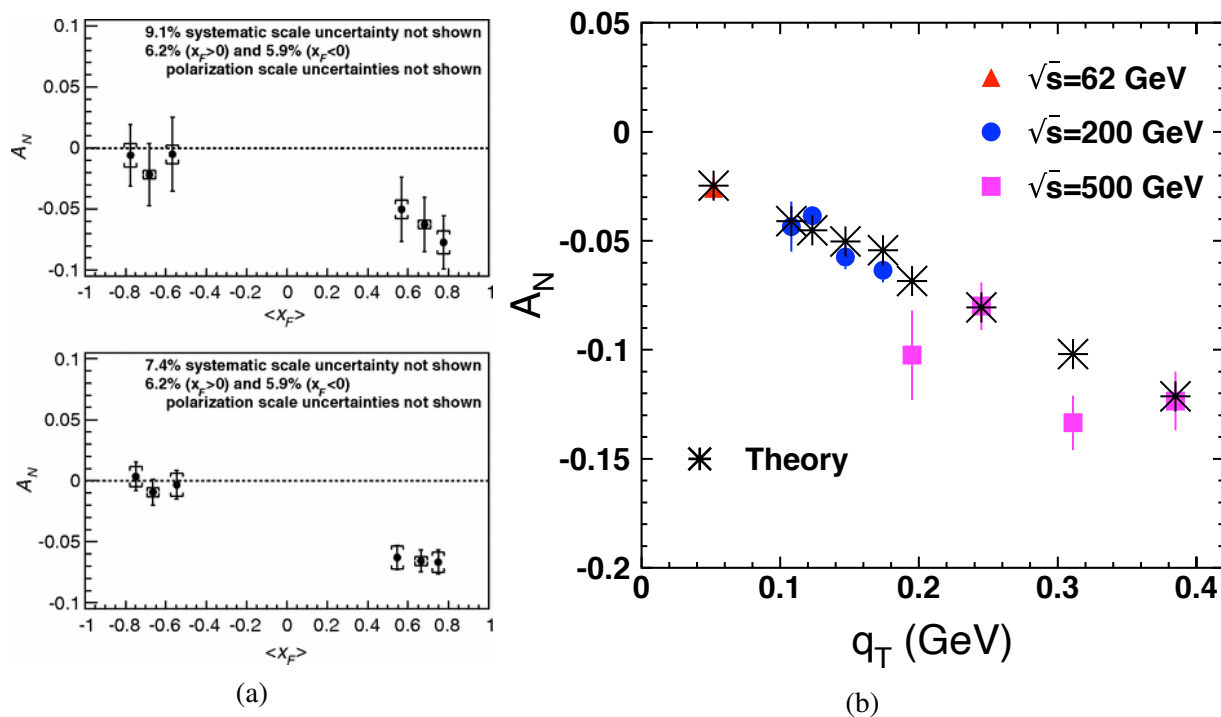 0.1
9.1% systematic scale uncertainty not shown
6.2% (x_F>0) and 5.9% (x_F<0)
polarization scale uncertainties not shown
0.05
0
-0.05
-0.1
A_N
-1 -0.8 -0.6 -0.4 -0.2 0 0.2 0.4 0.6 0.8 1
<x_F>
0.1
7.4% systematic scale uncertainty not shown
6.2% (x_F>0) and 5.9% (x_F<0)
polarization scale uncertainties not shown
0.05
0
-0.05
-0.1
A_N
-1 -0.8 -0.6 -0.4 -0.2 0 0.2 0.4 0.6 0.8 1
<x_F>
(a)
0.05
0
-0.05
-0.1
-0.15
-0.2
A_N
√s=62 GeV
√s=200 GeV
√s=500 GeV
Theory
0 0.1 0.2 0.3 0.4
q_T (GeV)
(b)